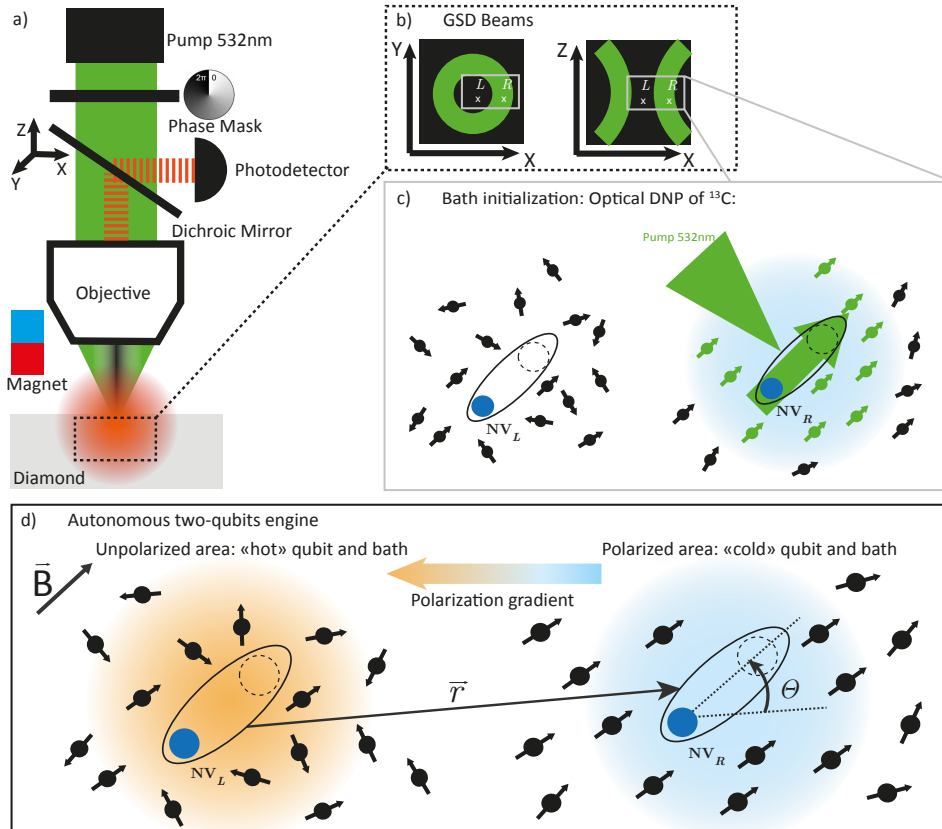 a)
Pump 532nm
2π
0
Phase Mask
Z
X
Y
Photodetector
Dichroic Mirror
Objective
Magnet
Diamond
b) GSD Beams
Y
L R
x x
X
Z
L R
x x
X
c) Bath initialization: Optical DNP of ¹³C:
Pump 532nm
NV_L
NV_R
d) Autonomous two-qubits engine
Unpolarized area: «hot» qubit and bath
Polarized area: «cold» qubit and bath
B⃗
Polarization gradient
r⃗
Θ
NV_L
NV_R